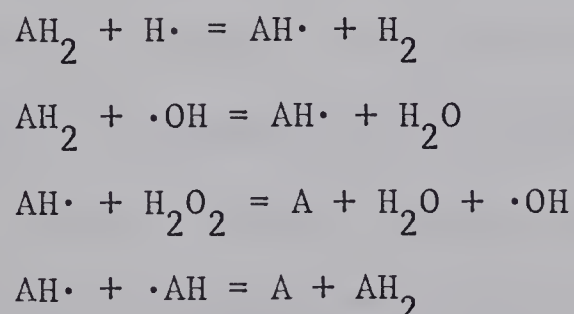 AH₂ + H· = AH· + H₂
AH₂ + ·OH = AH· + H₂O
AH· + H₂O₂ = A + H₂O + ·OH
AH· + ·AH = A + AH₂